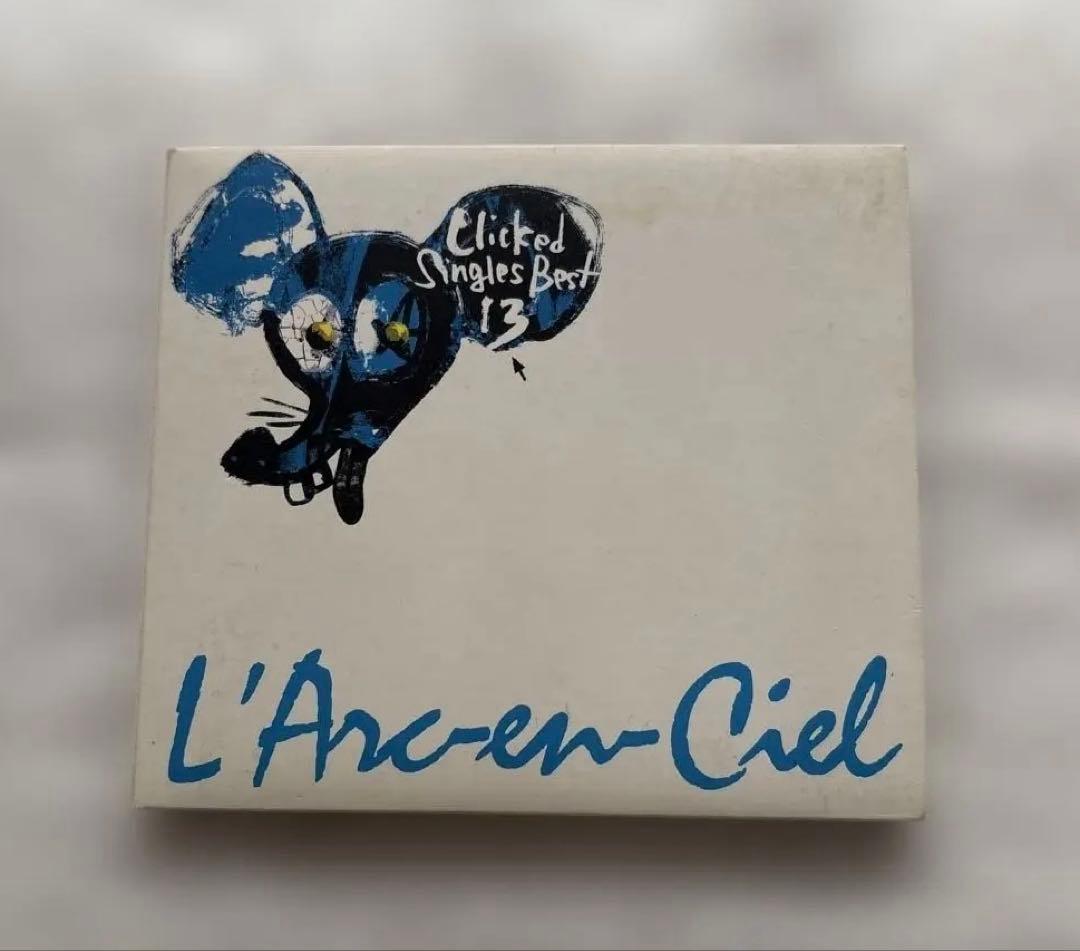 Clicked
Singles Best
13
L'Arc-en-Ciel